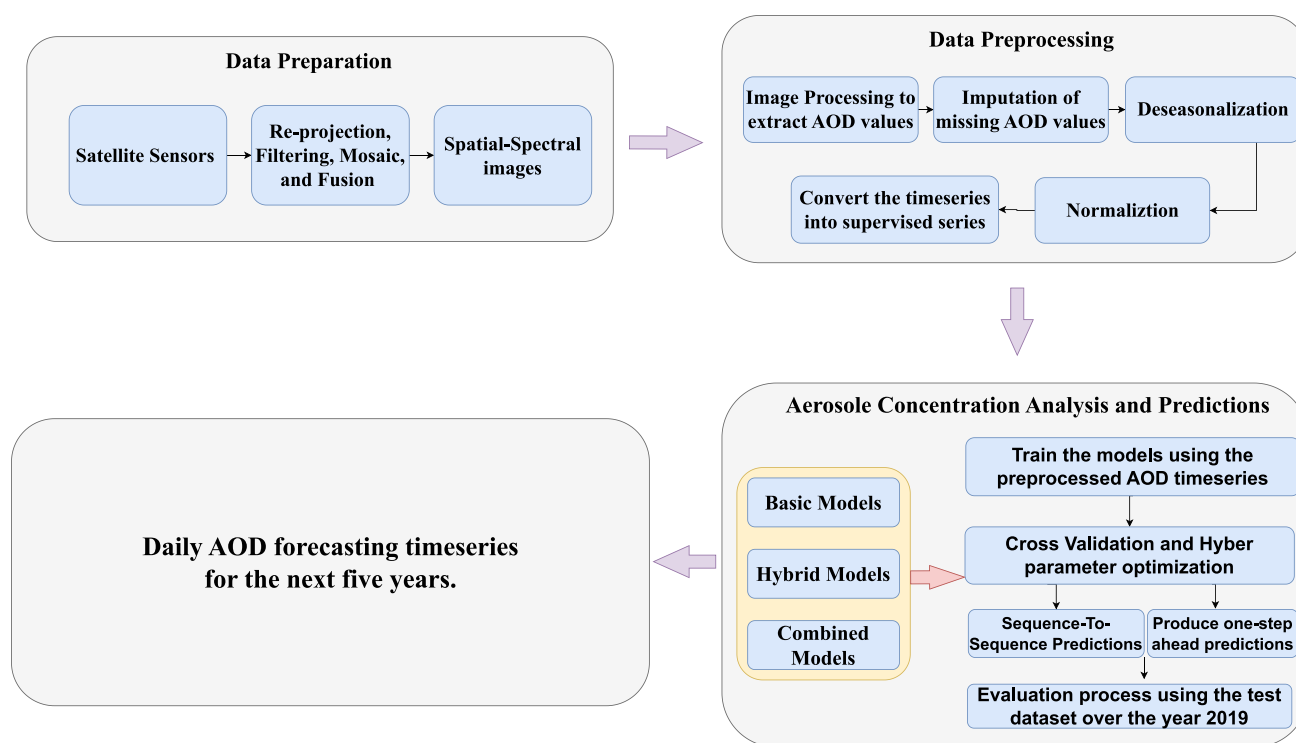 Data Preparation
Satellite Sensors
Re-projection,
Filtering, Mosaic,
and Fusion
Spatial-Spectral
images
Data Preprocessing
Image Processing to
extract AOD values
Imputation of
missing AOD values
Deseasonalization
Normaliztion
Convert the timeseries
into supervised series
Aerosole Concentration Analysis and Predictions
Basic Models
Hybrid Models
Combined
Models
Train the models using the
preprocessed AOD timeseries
Cross Validation and Hyber
parameter optimization
Sequence-To-
Sequence Predictions
Produce one-step
ahead predictions
Evaluation process using the test
dataset over the year 2019
Daily AOD forecasting timeseries
for the next five years.